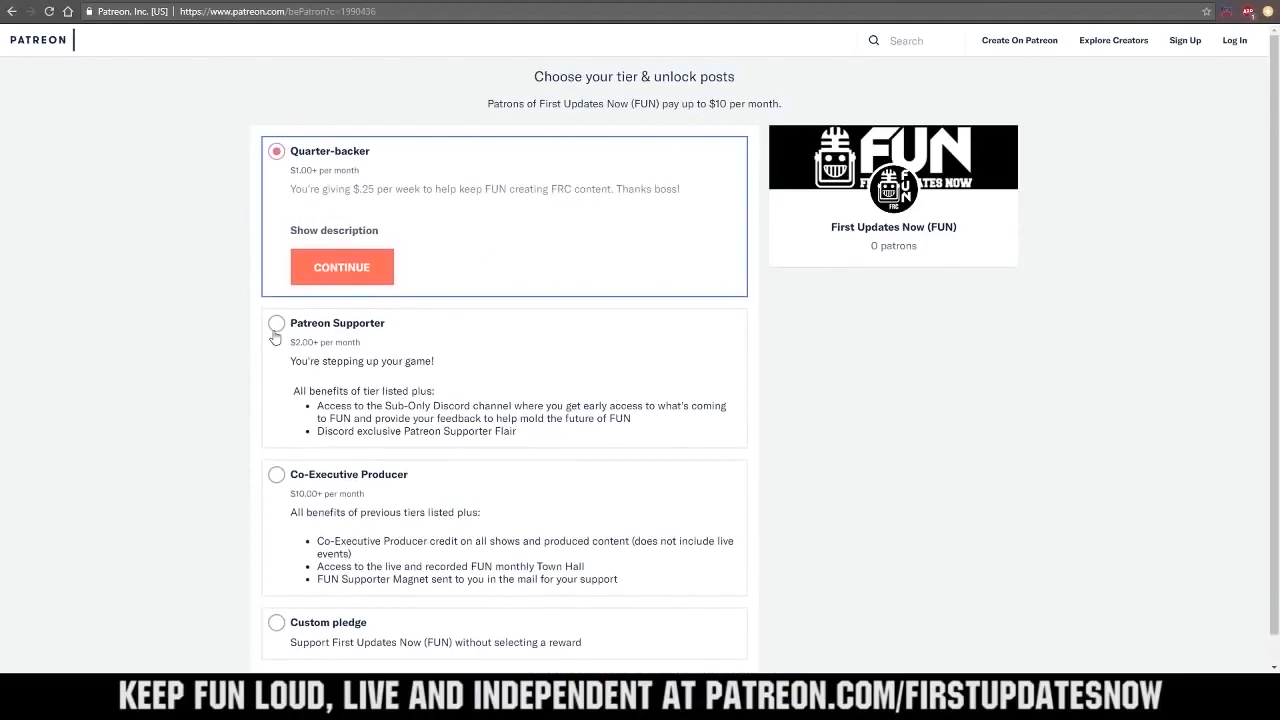 Patreon, Inc. [US] | https://www.patreon.com/bePatron?c=1990436
PATREON
Search
Create On Patreon
Explore Creators
Sign Up
Log In
Choose your tier & unlock posts
Patrons of First Updates Now (FUN) pay up to $10 per month.
Quarter-backer
$1.00+ per month
You're giving $.25 per week to help keep FUN creating FRC content. Thanks boss!
Show description
CONTINUE
Patreon Supporter
$2.00+ per month
You're stepping up your game!
All benefits of tier listed plus:
• Access to the Sub-Only Discord channel where you get early access to what's coming
to FUN and provide your feedback to help mold the future of FUN
• Discord exclusive Patreon Supporter Flair
Co-Executive Producer
$10.00+ per month
All benefits of previous tiers listed plus:
• Co-Executive Producer credit on all shows and produced content (does not include live
events)
• Access to the live and recorded FUN monthly Town Hall
• FUN Supporter Magnet sent to you in the mail for your support
Custom pledge
Support First Updates Now (FUN) without selecting a reward
FUN
FUN
FRC
First Updates Now (FUN)
0 patrons
KEEP FUN LOUD, LIVE AND INDEPENDENT AT PATREON.COM/FIRSTUPDATESNOW